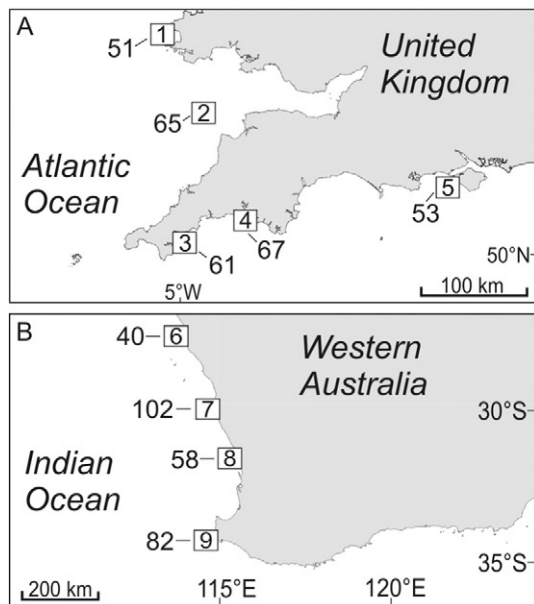 A
1
51
United
Kingdom
2
65
Atlantic
Ocean
5
53
4
67
3
61
50°N
5°W
100 km
B
6
40
Western
Australia
7
102
30°S
8
58
Indian
Ocean
9
82
35°S
200 km
115°E
120°E